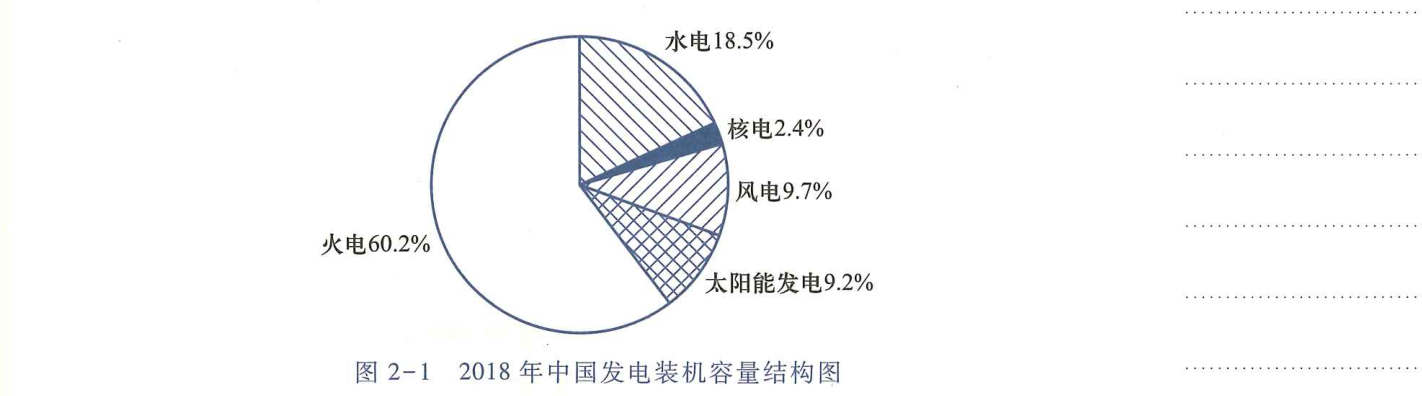 水电18.5%
核电2.4%
风电9.7%
火电60.2%
太阳能发电9.2%
图 2-1 2018 年中国发电装机容量结构图